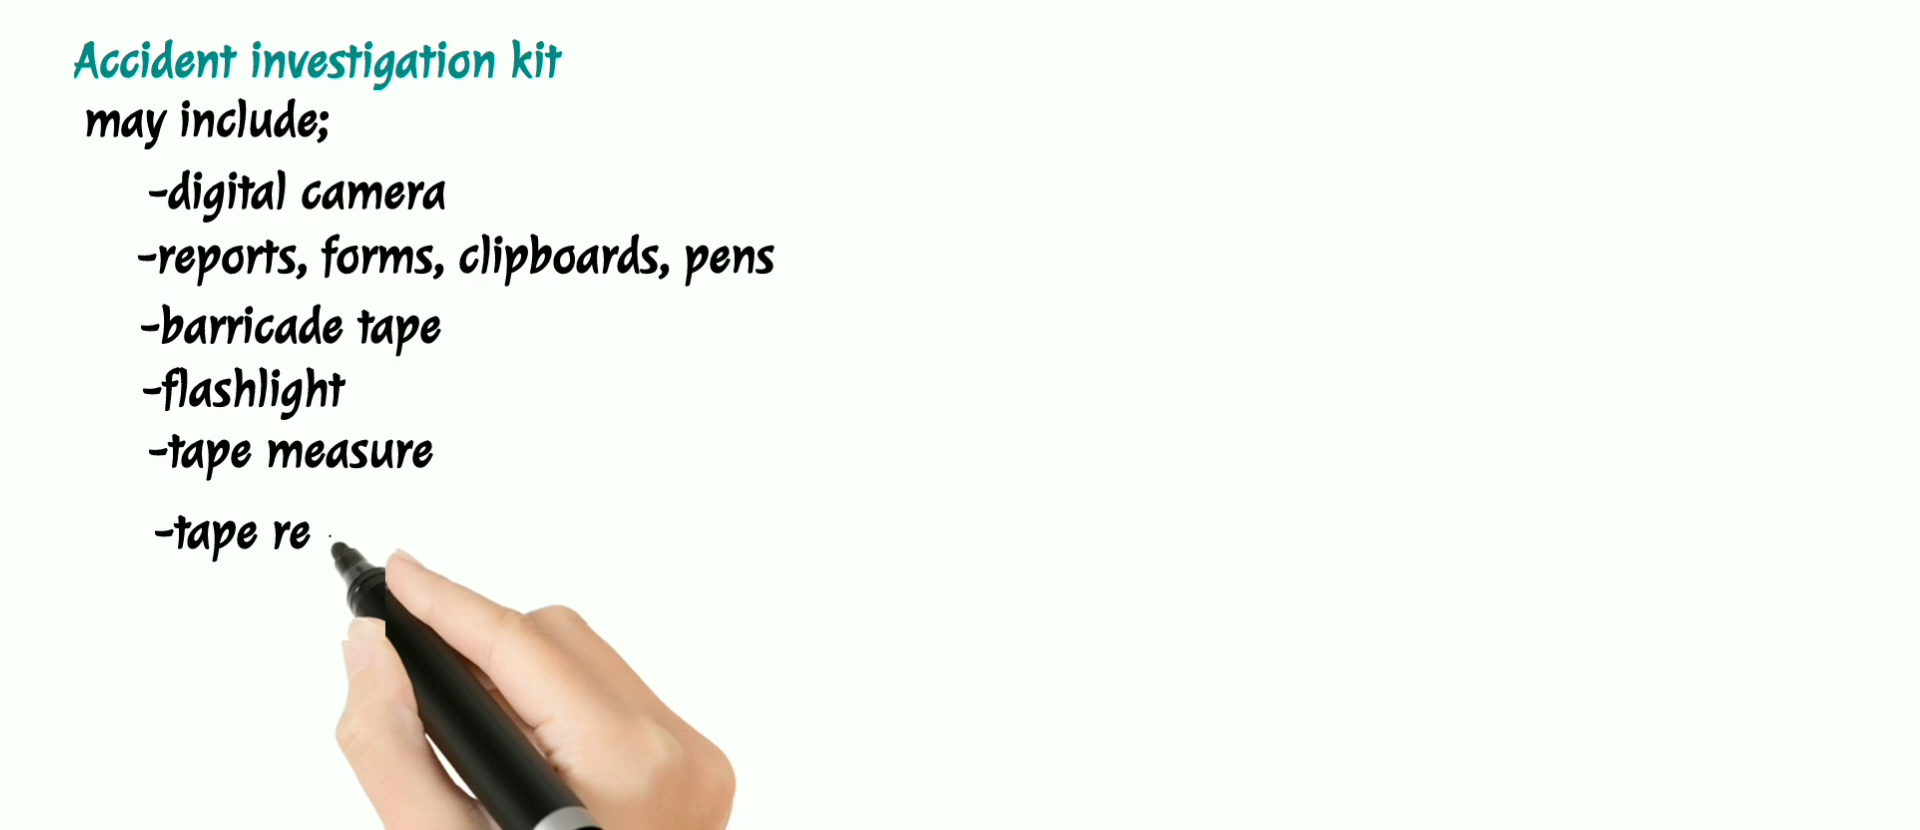 Accident investigation kit
may include;
-digital camera
-reports, forms, clipboards, pens
-barricade tape
-flashlight
-tape measure
-tape re